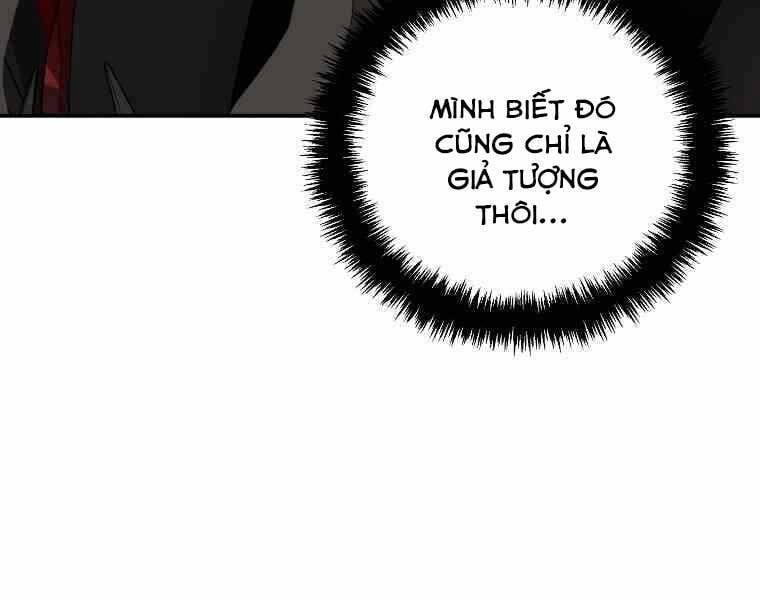 MÌNH BIẾT ĐÓ
CŨNG CHỈ LÀ
GIẢ TƯỢNG
THÔI...